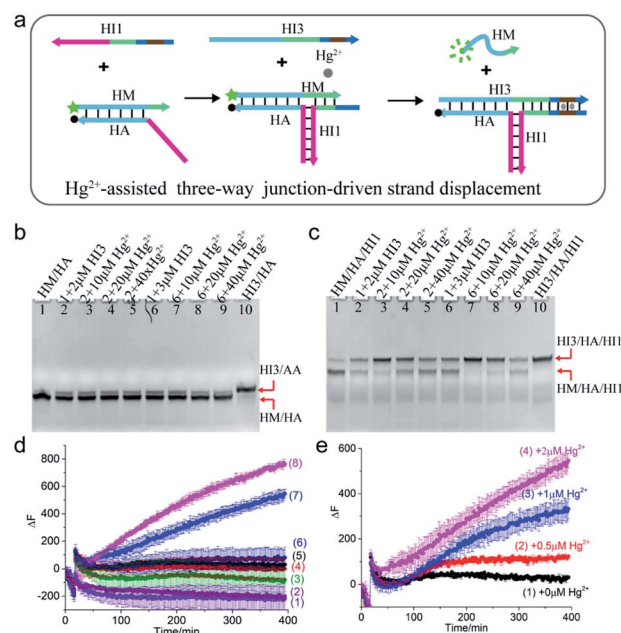 a
HI1
HI3
HM
Hg²⁺
+
+
+
HM
HM
HI3
HA
HA
HI1
HA
HI1
Hg²⁺-assisted three-way junction-driven strand displacement
b
HM/HA
1+2µM HI3
2+10µM Hg²⁺
2+20µM Hg²⁺
2+40xHg²⁺
1+3µM HI3
6+10µM Hg²⁺
6+20µM Hg²⁺
6+40µM Hg²⁺
HI3/HA
1 2 3 4 5 6 7 8 9 10
HI3/AA
HM/HA
c
HM/HA/HI1
1+2µM HI3
2+10µM Hg²⁺
2+20µM Hg²⁺
2+40µM Hg²⁺
1+3µM HI3
6+10µM Hg²⁺
6+20µM Hg²⁺
6+40µM Hg²⁺
HI3/HA/HI1
1 2 3 4 5 6 7 8 9 10
HI3/HA/HI1
HM/HA/HI1
d
ΔF
800
600
400
200
0
-200
(8)
(7)
(6)
(5)
(4)
(3)
(2)
(1)
0 100 200 300 400
Time/min
e
ΔF
600
400
200
0
(4) +2µM Hg²⁺
(3) +1µM Hg²⁺
(2) +0.5µM Hg²⁺
(1) +0µM Hg²⁺
0 100 200 300 400
Time/min